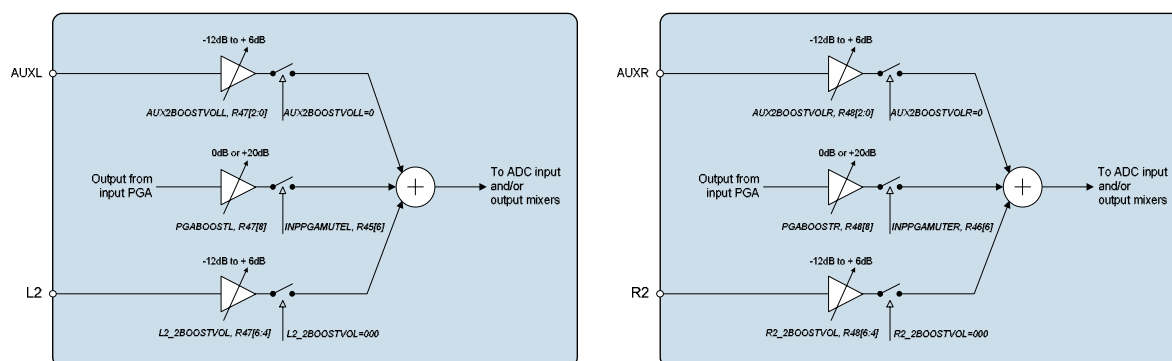 -12dB to + 6dB
AUXL
AUX2BOOSTVOLL, R47[2:0]
AUX2BOOSTVOLL=0
0dB or +20dB
Output from
input PGA
To ADC input
and/or
output mixers
PGABOOSTL, R47[8]
INPPGAMUTEL, R45[6]
-12dB to + 6dB
L2
L2_2BOOSTVOL, R47[6:4]
L2_2BOOSTVOL=000
-12dB to + 6dB
AUXR
AUX2BOOSTVOLR, R48[2:0]
AUX2BOOSTVOLR=0
0dB or +20dB
Output from
input PGA
To ADC input
and/or
output mixers
PGABOOSTR, R48[8]
INPPGAMUTER, R46[6]
-12dB to + 6dB
R2
R2_2BOOSTVOL, R48[6:4]
R2_2BOOSTVOL=000